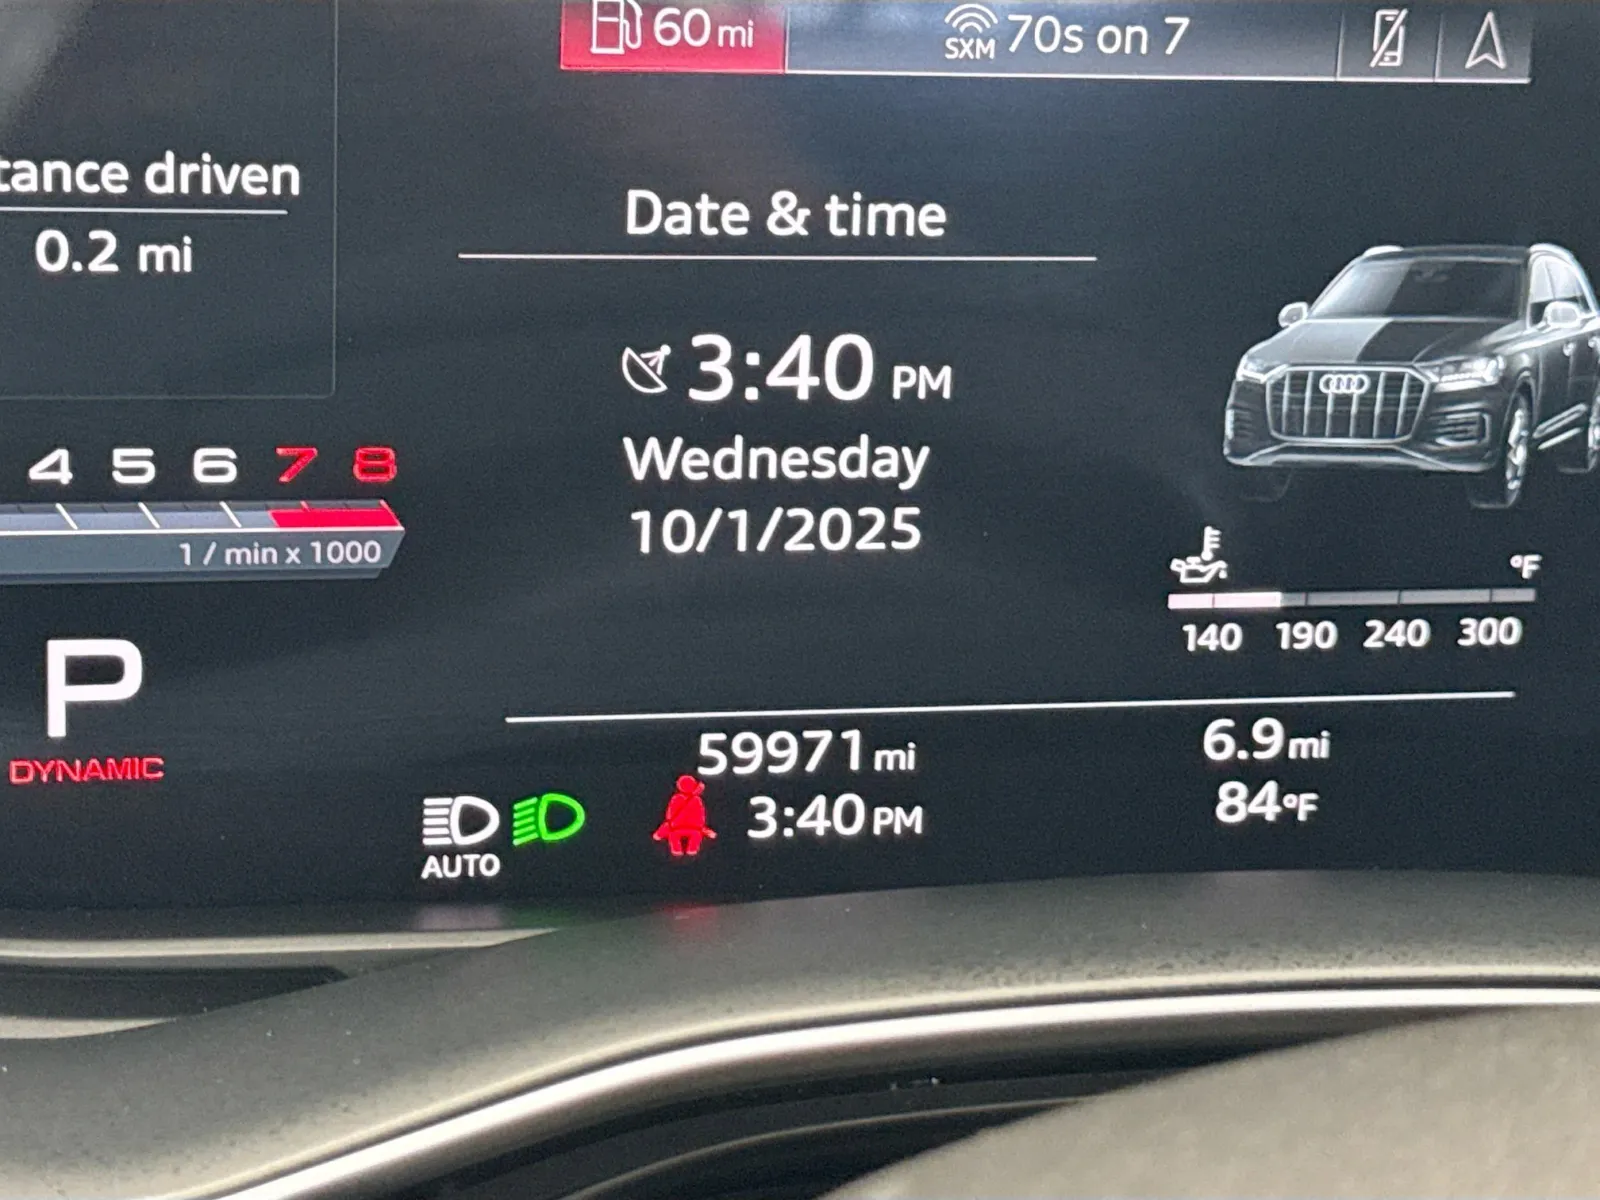 60 mi
SXM 70s on 7
tance driven
0.2 mi
Date & time
3:40 PM
Wednesday
10/1/2025
4 5 6 7 8
1 / min x 1000
°F
140 190 240 300
P
DYNAMIC
59971 mi
6.9 mi
3:40 PM
84°F
AUTO